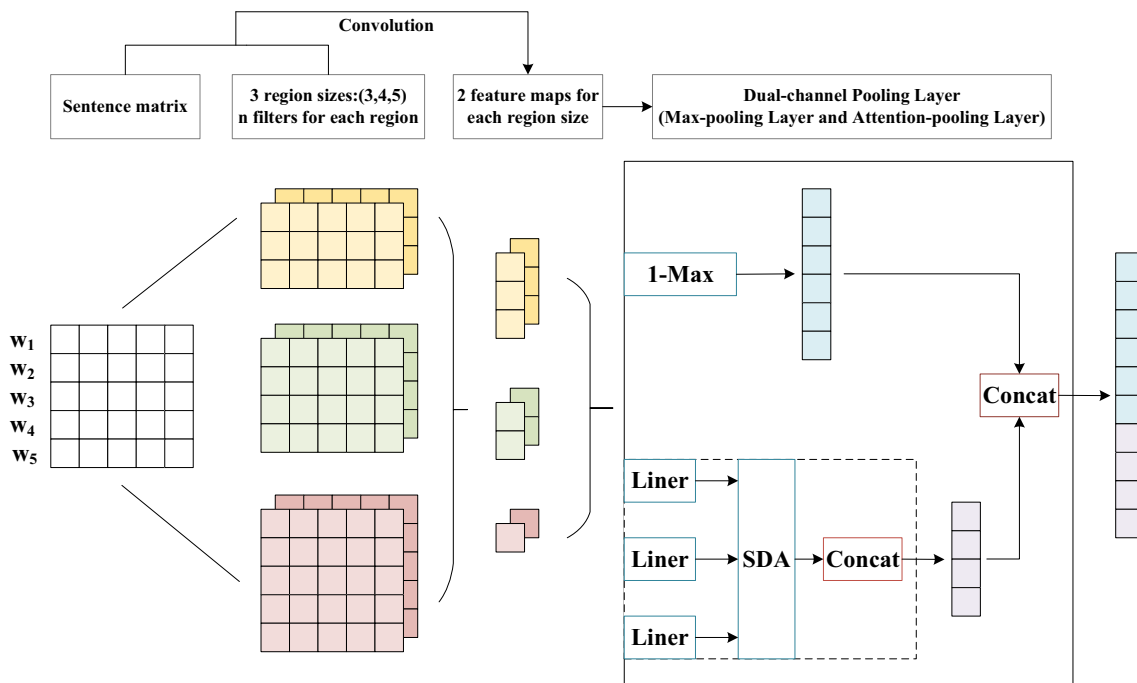 Convolution
Sentence matrix
3 region sizes:(3,4,5)
n filters for each region
2 feature maps for
each region size
Dual-channel Pooling Layer
(Max-pooling Layer and Attention-pooling Layer)
1-Max
w₁
w₂
w₃
w₄
w₅
Concat
Liner
Liner
SDA
Concat
Liner